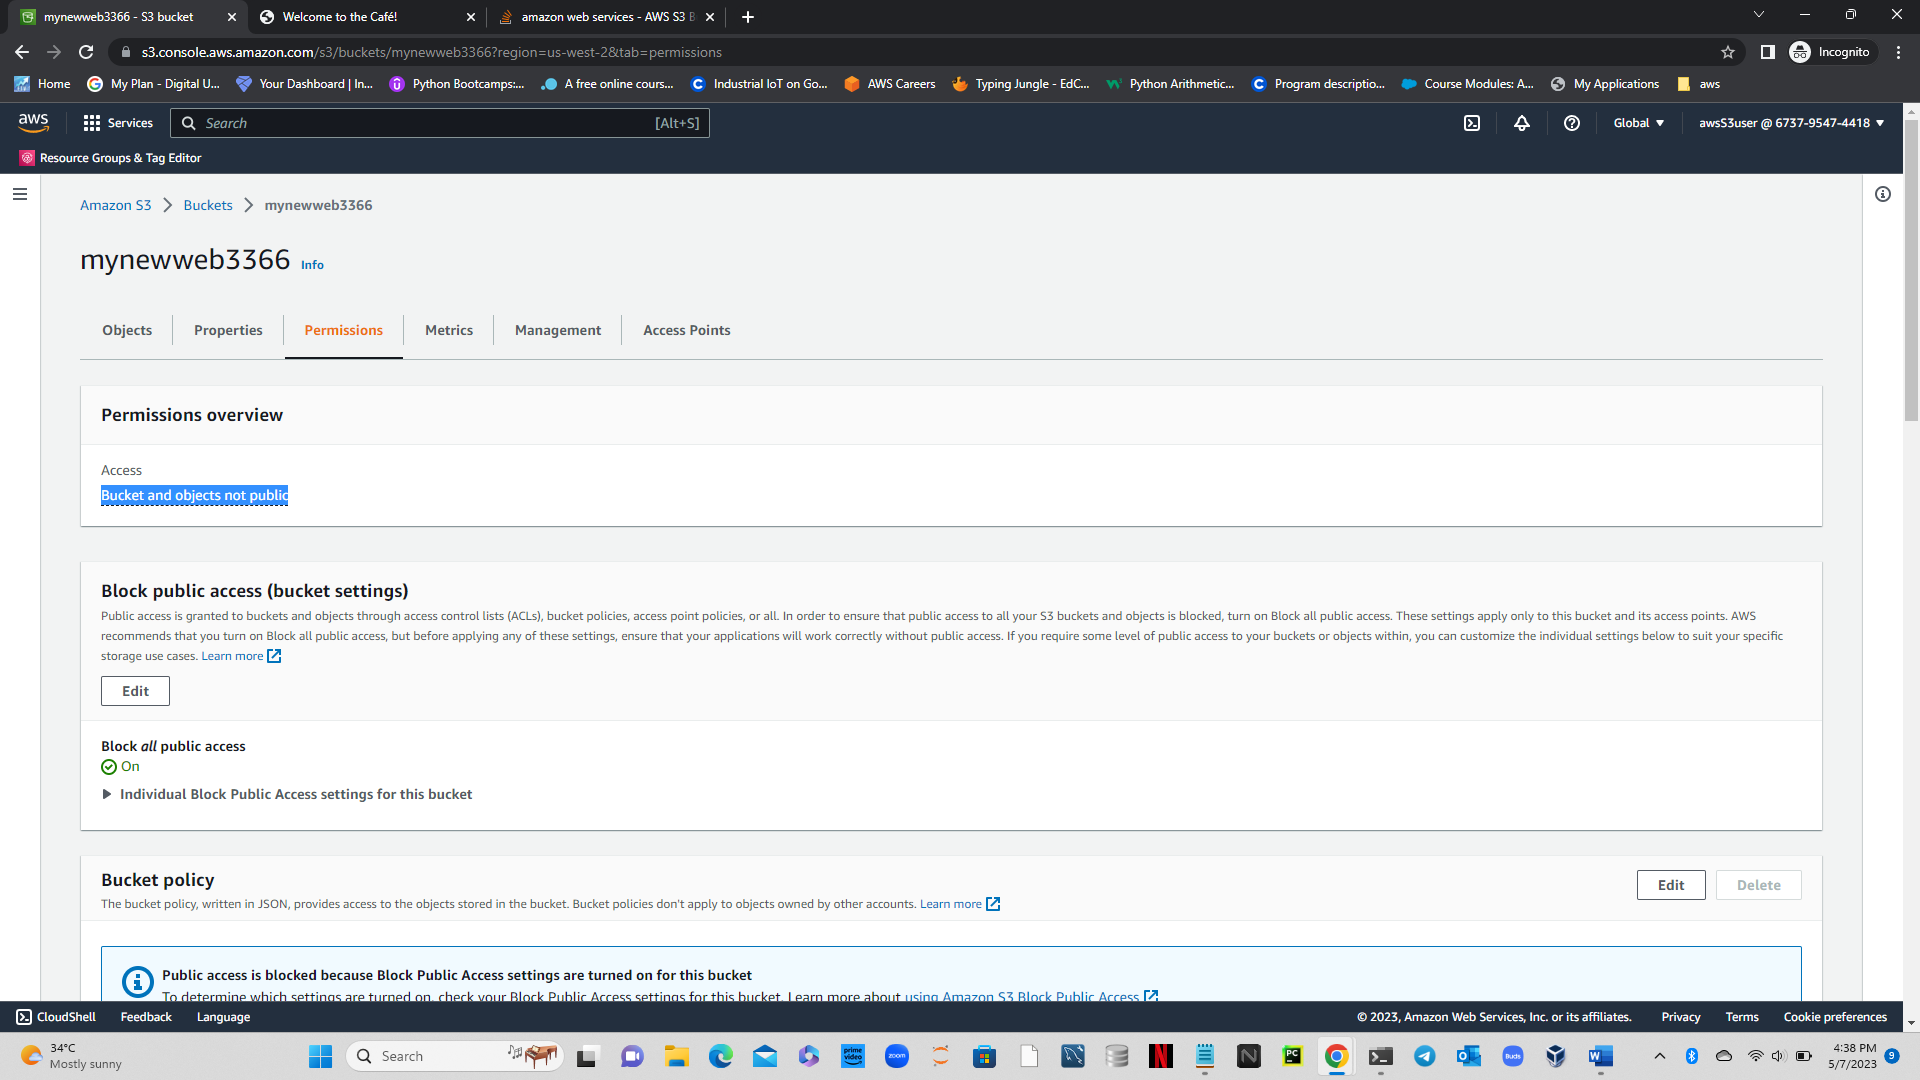 mynewweb3366 - S3 bucket
Welcome to the Café!
amazon web services - AWS S3 B
s3.console.aws.amazon.com/s3/buckets/mynewweb3366?region=us-west-2&tab=permissions
Incognito
Home
My Plan - Digital U...
Your Dashboard | In...
Python Bootcamps:...
A free online cours...
Industrial IoT on Go...
AWS Careers
Typing Jungle - EdC...
Python Arithmetic...
Program descriptio...
Course Modules: A...
My Applications
aws
aws
Services
Search
[Alt+S]
Global
awsS3user @ 6737-9547-4418
Resource Groups & Tag Editor
Amazon S3
Buckets
mynewweb3366
mynewweb3366 Info
Objects
Properties
Permissions
Metrics
Management
Access Points
Permissions overview
Access
Bucket and objects not public
Block public access (bucket settings)
Public access is granted to buckets and objects through access control lists (ACLs), bucket policies, access point policies, or all. In order to ensure that public access to all your S3 buckets and objects is blocked, turn on Block all public access. These settings apply only to this bucket and its access points. AWS
recommends that you turn on Block all public access, but before applying any of these settings, ensure that your applications will work correctly without public access. If you require some level of public access to your buckets or objects within, you can customize the individual settings below to suit your specific
storage use cases. Learn more
Edit
Block all public access
On
Individual Block Public Access settings for this bucket
Bucket policy
Edit
Delete
The bucket policy, written in JSON, provides access to the objects stored in the bucket. Bucket policies don't apply to objects owned by other accounts. Learn more
Public access is blocked because Block Public Access settings are turned on for this bucket
To determine which settings are turned on, check your Block Public Access settings for this bucket. Learn more about using Amazon S3 Block Public Access
CloudShell
Feedback
Language
© 2023, Amazon Web Services, Inc. or its affiliates.
Privacy
Terms
Cookie preferences
34°C
Mostly sunny
Search
prime video
zoom
PC
Buds
4:38 PM
5/7/2023
9